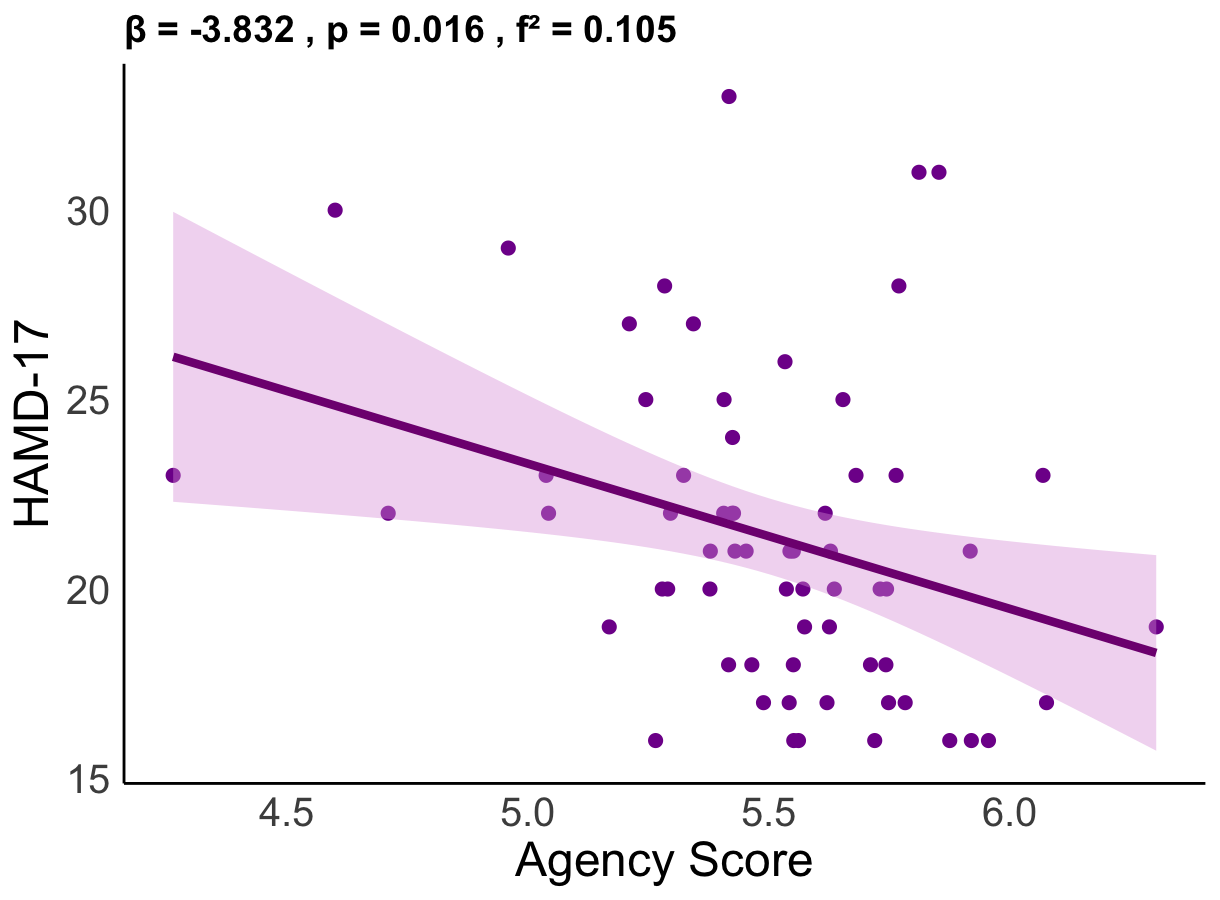 β = -3.832 , p = 0.016 , f² = 0.105
HAMD-17
30
25
20
15
4.5 5.0 5.5 6.0
Agency Score